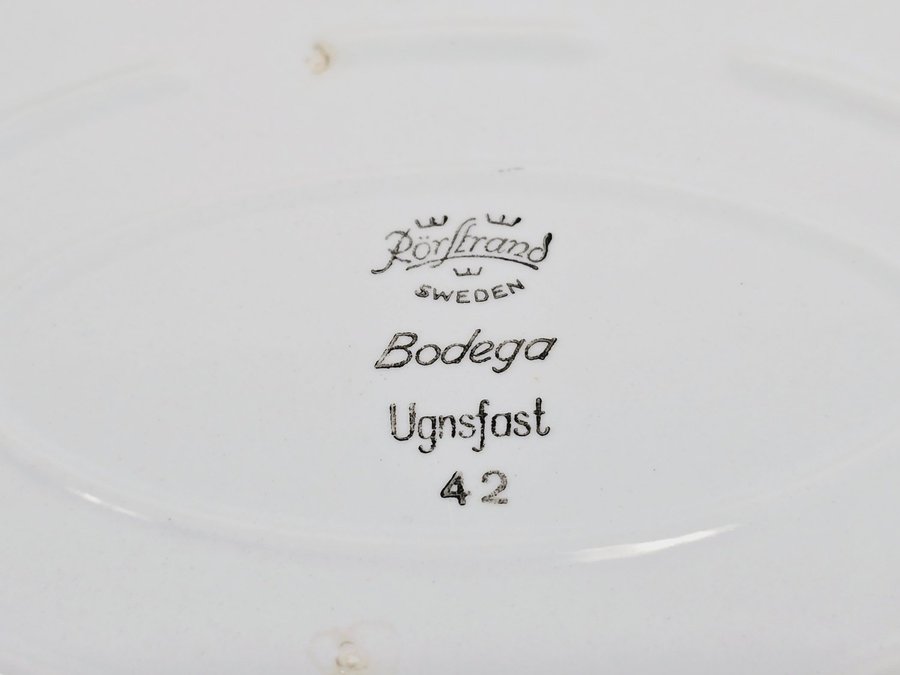 Rörstrand
SWEDEN
Bodega
Ugnsfast
42